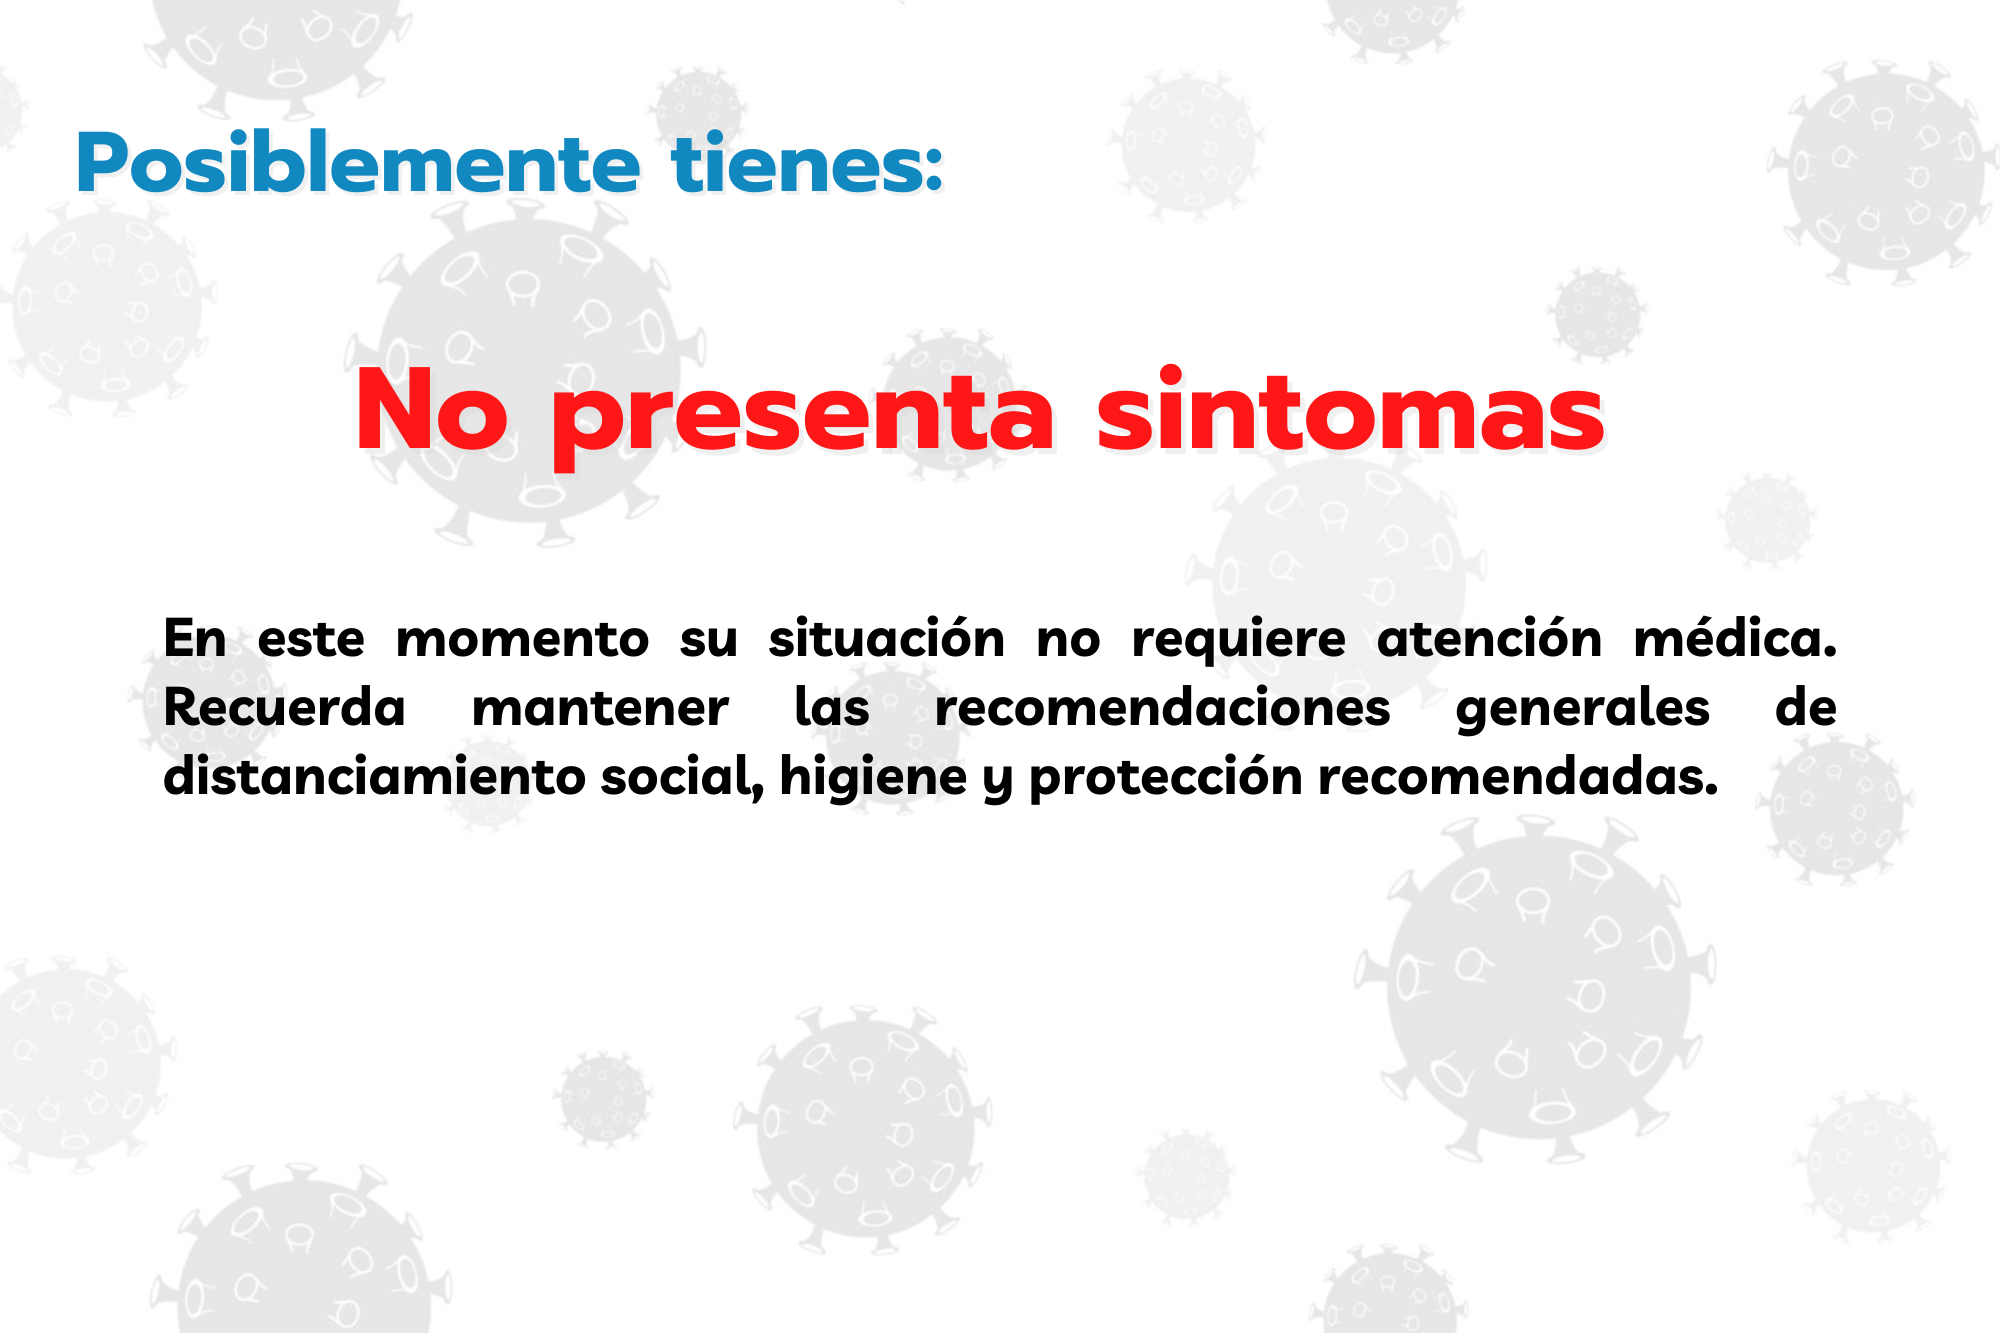 Posiblemente tienes:
No presenta sintomas
En este momento su situación no requiere atención médica.
Recuerda mantener las recomendaciones generales de
distanciamiento social, higiene y protección recomendadas.